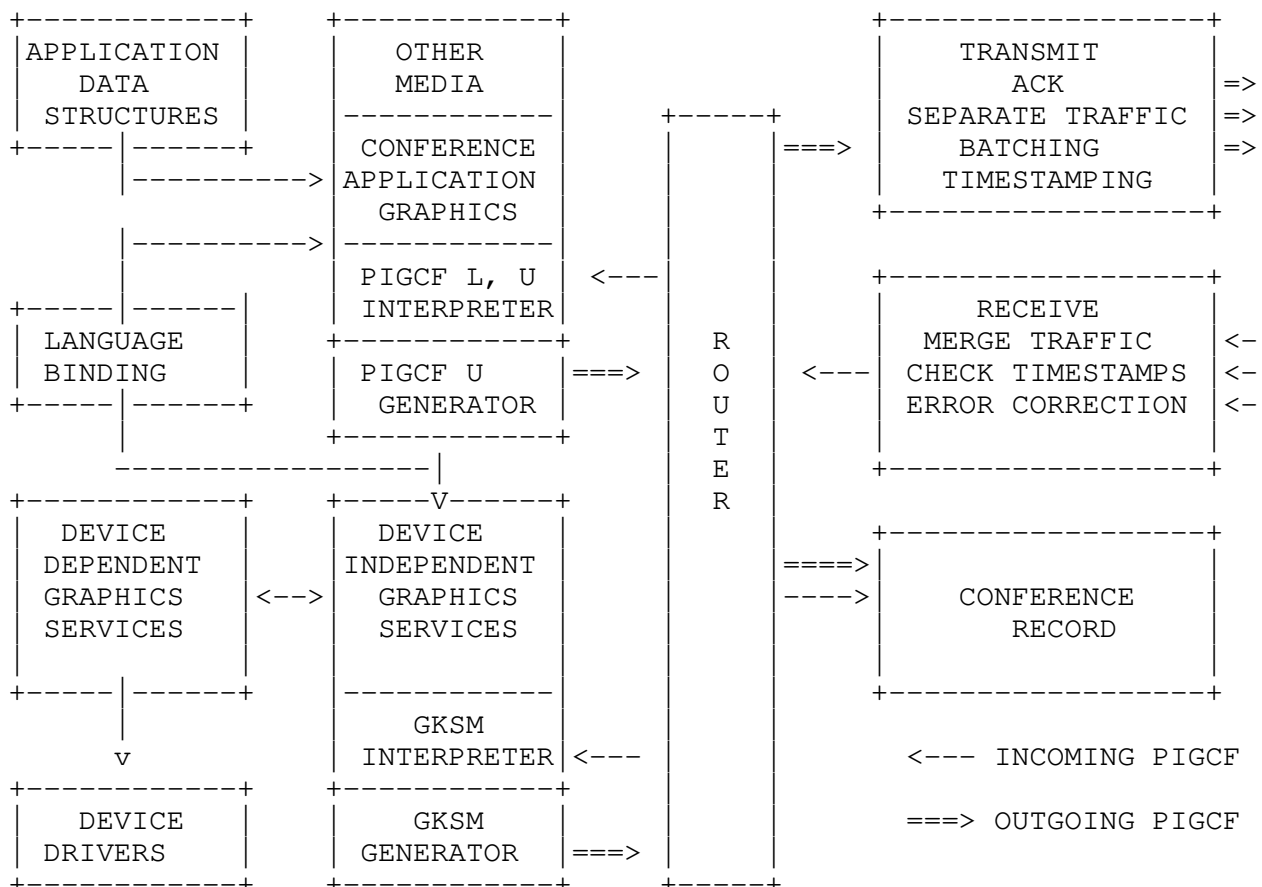 APPLICATION
DATA
STRUCTURES
OTHER
MEDIA
CONFERENCE
APPLICATION
GRAPHICS
PIGCF L, U
INTERPRETER
PIGCF U
GENERATOR
LANGUAGE
BINDING
DEVICE
DEPENDENT
GRAPHICS
SERVICES
DEVICE
INDEPENDENT
GRAPHICS
SERVICES
GKSM
INTERPRETER
DEVICE
DRIVERS
GKSM
GENERATOR
R
O
U
T
E
R
TRANSMIT
ACK
SEPARATE TRAFFIC
BATCHING
TIMESTAMPING
RECEIVE
MERGE TRAFFIC
CHECK TIMESTAMPS
ERROR CORRECTION
CONFERENCE
RECORD
<--- INCOMING PIGCF
===> OUTGOING PIGCF